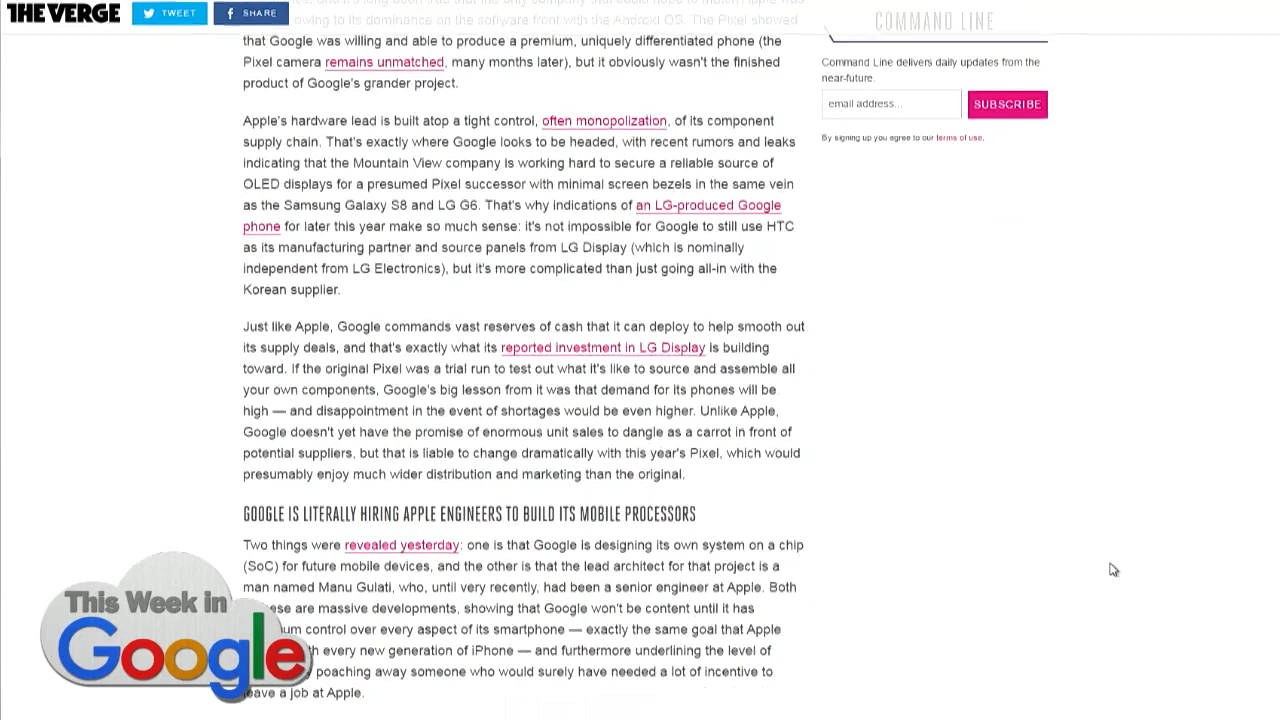 THE VERGE
TWEET
SHARE
owing to its dominance on the software front with the Android OS. The Pixel showed
that Google was willing and able to produce a premium, uniquely differentiated phone (the
Pixel camera remains unmatched, many months later), but it obviously wasn't the finished
product of Google's grander project.
Apple's hardware lead is built atop a tight control, often monopolization, of its component
supply chain. That's exactly where Google looks to be headed, with recent rumors and leaks
indicating that the Mountain View company is working hard to secure a reliable source of
OLED displays for a presumed Pixel successor with minimal screen bezels in the same vein
as the Samsung Galaxy S8 and LG G6. That's why indications of an LG-produced Google
phone for later this year make so much sense: it's not impossible for Google to still use HTC
as its manufacturing partner and source panels from LG Display (which is nominally
independent from LG Electronics), but it's more complicated than just going all-in with the
Korean supplier.
Just like Apple, Google commands vast reserves of cash that it can deploy to help smooth out
its supply deals, and that's exactly what its reported investment in LG Display is building
toward. If the original Pixel was a trial run to test out what it's like to source and assemble all
your own components, Google's big lesson from it was that demand for its phones will be
high — and disappointment in the event of shortages would be even higher. Unlike Apple,
Google doesn't yet have the promise of enormous unit sales to dangle as a carrot in front of
potential suppliers, but that is liable to change dramatically with this year's Pixel, which would
presumably enjoy much wider distribution and marketing than the original.
GOOGLE IS LITERALLY HIRING APPLE ENGINEERS TO BUILD ITS MOBILE PROCESSORS
Two things were revealed yesterday: one is that Google is designing its own system on a chip
(SoC) for future mobile devices, and the other is that the lead architect for that project is a
man named Manu Gulati, who, until very recently, had been a senior engineer at Apple. Both
ese are massive developments, showing that Google won't be content until it has
um control over every aspect of its smartphone — exactly the same goal that Apple
h every new generation of iPhone — and furthermore underlining the level of
poaching away someone who would surely have needed a lot of incentive to
eave a job at Apple.
COMMAND LINE
Command Line delivers daily updates from the
near-future.
email address...
SUBSCRIBE
By signing up you agree to our terms of use.
This Week in
Google